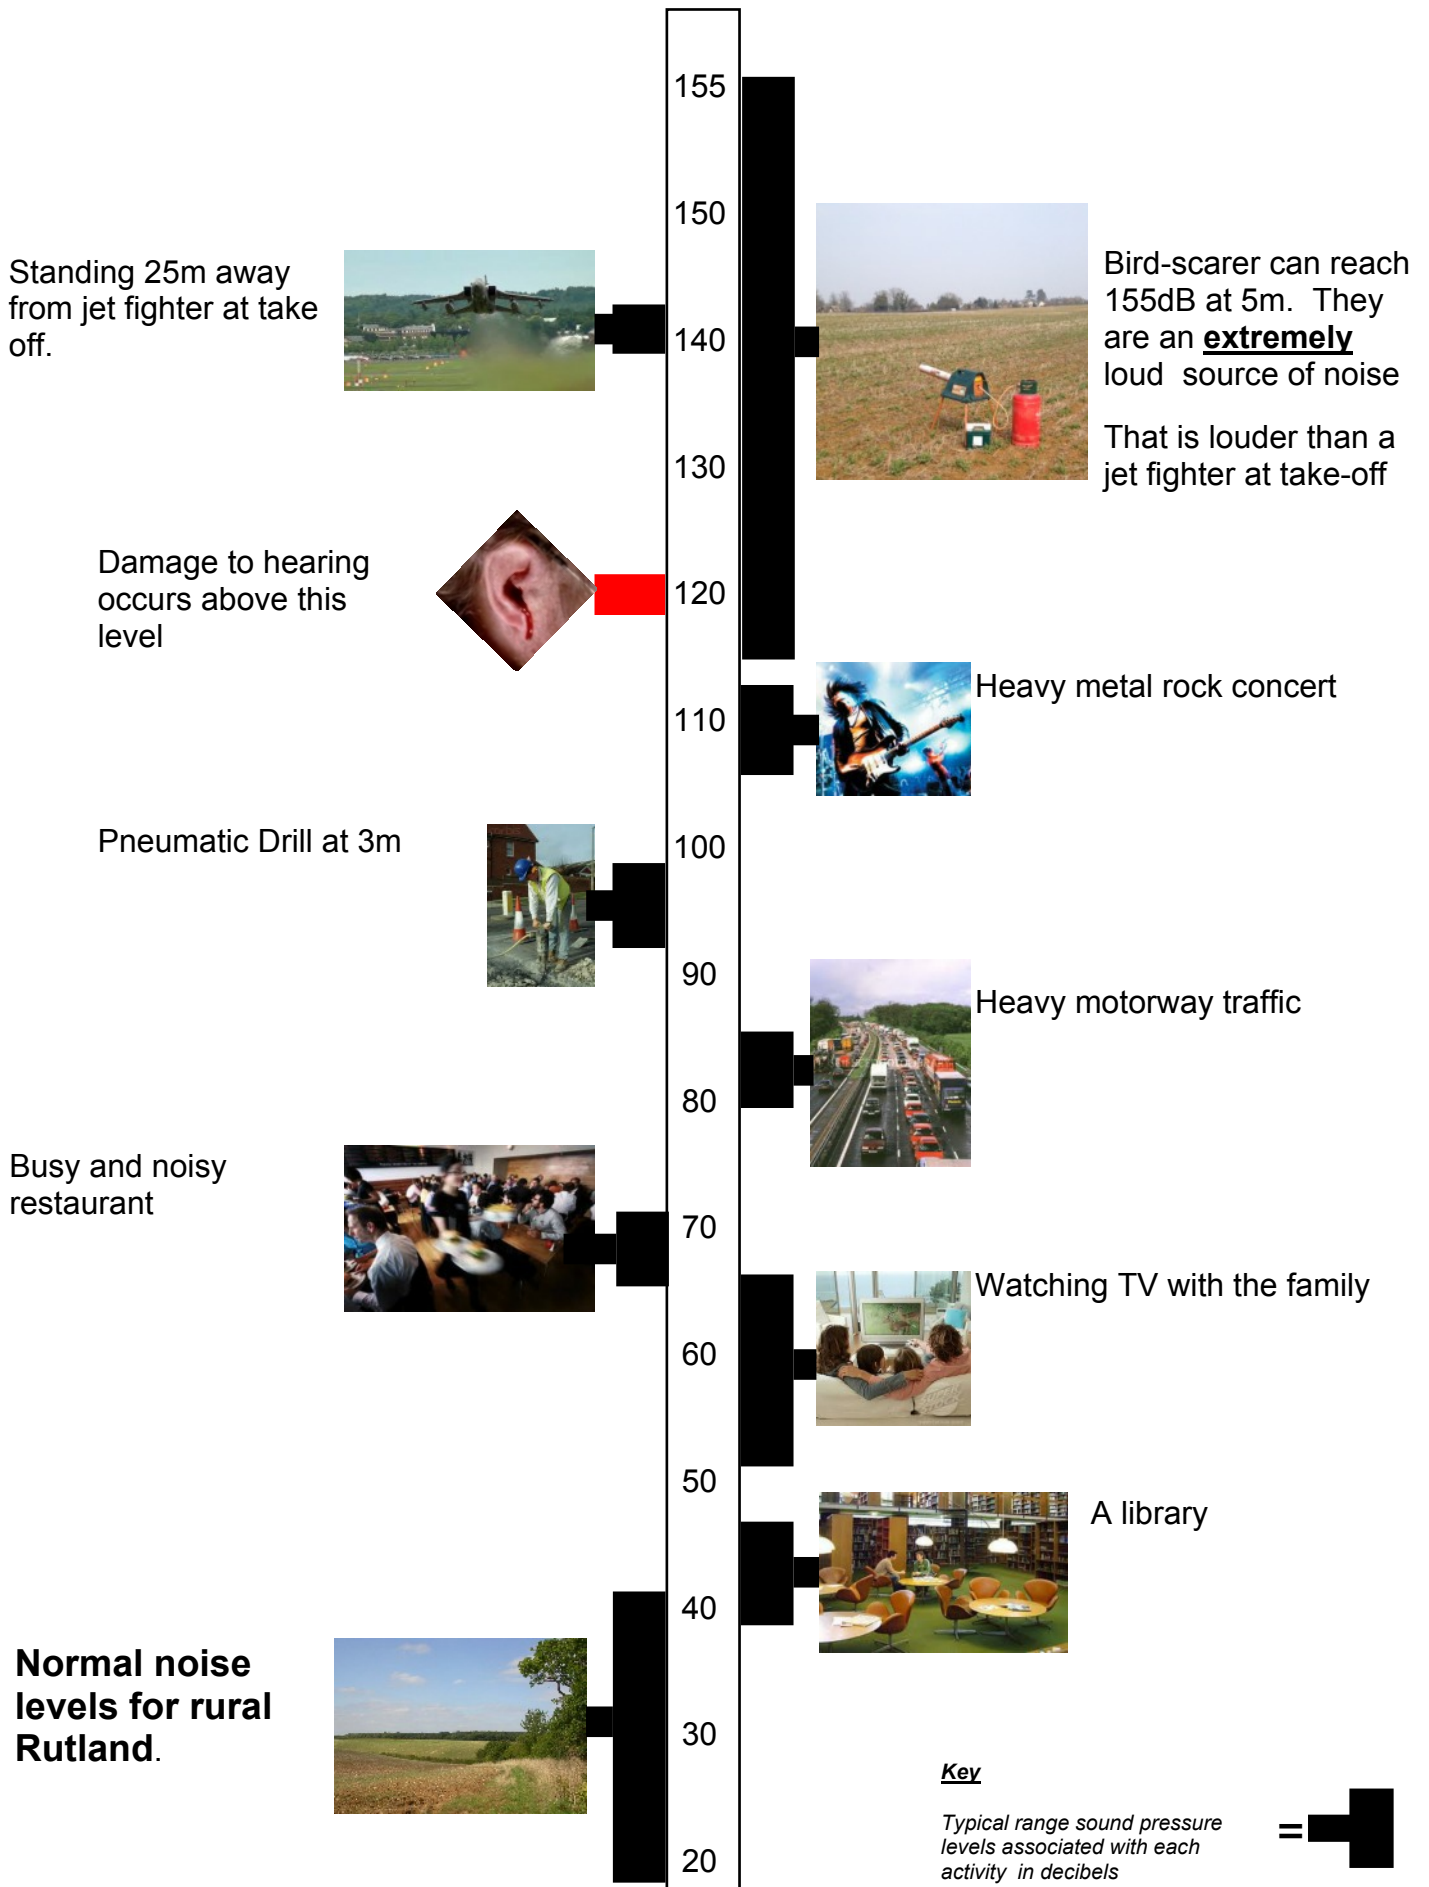 155
150
140
130
120
110
100
90
80
70
60
50
40
30
20
Standing 25m away
from jet fighter at take
off.
Bird-scarer can reach
155dB at 5m. They
are an extremely
loud source of noise
That is louder than a
jet fighter at take-off
Damage to hearing
occurs above this
level
Heavy metal rock concert
Pneumatic Drill at 3m
Heavy motorway traffic
Busy and noisy
restaurant
Watching TV with the family
A library
Normal noise
levels for rural
Rutland.
Key
Typical range sound pressure
levels associated with each
activity in decibels
=